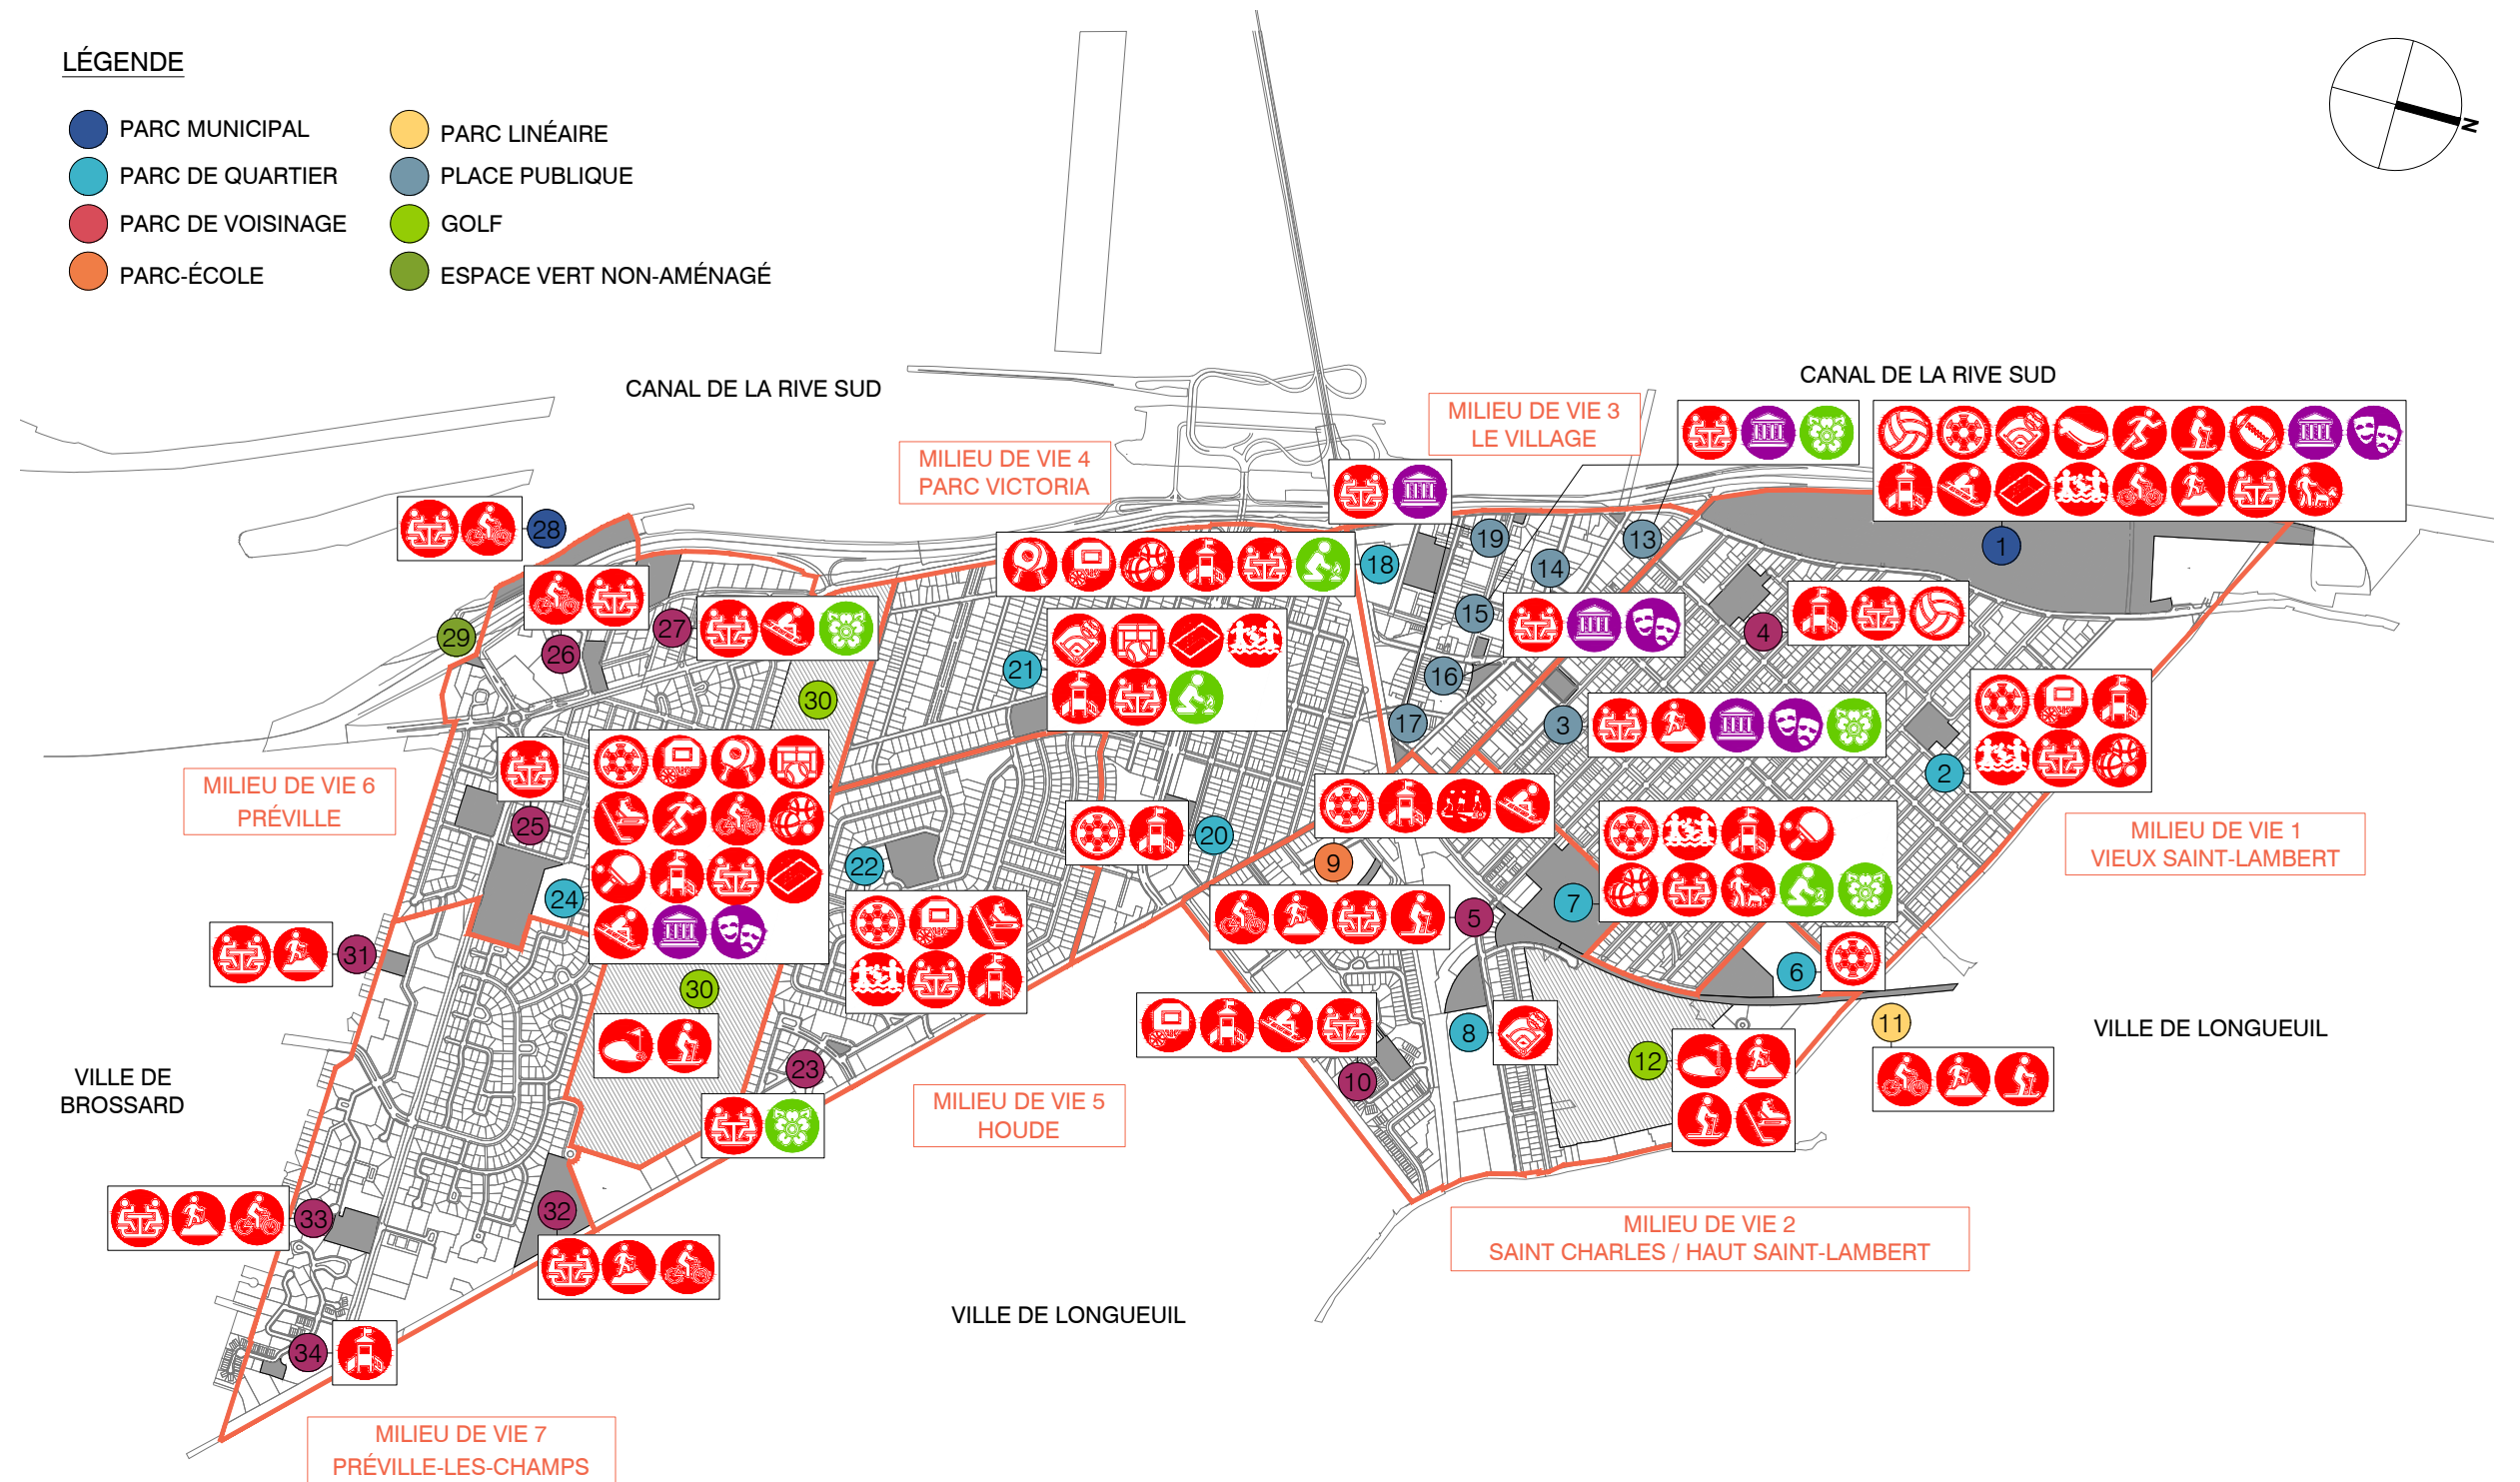 LÉGENDE
PARC MUNICIPAL
PARC DE QUARTIER
PARC DE VOISINAGE
PARC-ÉCOLE
PARC LINÉAIRE
PLACE PUBLIQUE
GOLF
ESPACE VERT NON-AMÉNAGÉ
N
CANAL DE LA RIVE SUD
CANAL DE LA RIVE SUD
MILIEU DE VIE 3
LE VILLAGE
MILIEU DE VIE 4
PARC VICTORIA
28
19
13
1
18
14
29
27
26
15
4
21
16
30
17
3
2
MILIEU DE VIE 6
PRÉVILLE
25
20
22
9
MILIEU DE VIE 1
VIEUX SAINT-LAMBERT
24
5
7
31
6
30
8
11
VILLE DE LONGUEUIL
12
23
10
VILLE DE
BROSSARD
MILIEU DE VIE 5
HOUDE
32
33
MILIEU DE VIE 2
SAINT CHARLES / HAUT SAINT-LAMBERT
VILLE DE LONGUEUIL
34
MILIEU DE VIE 7
PRÉVILLE-LES-CHAMPS